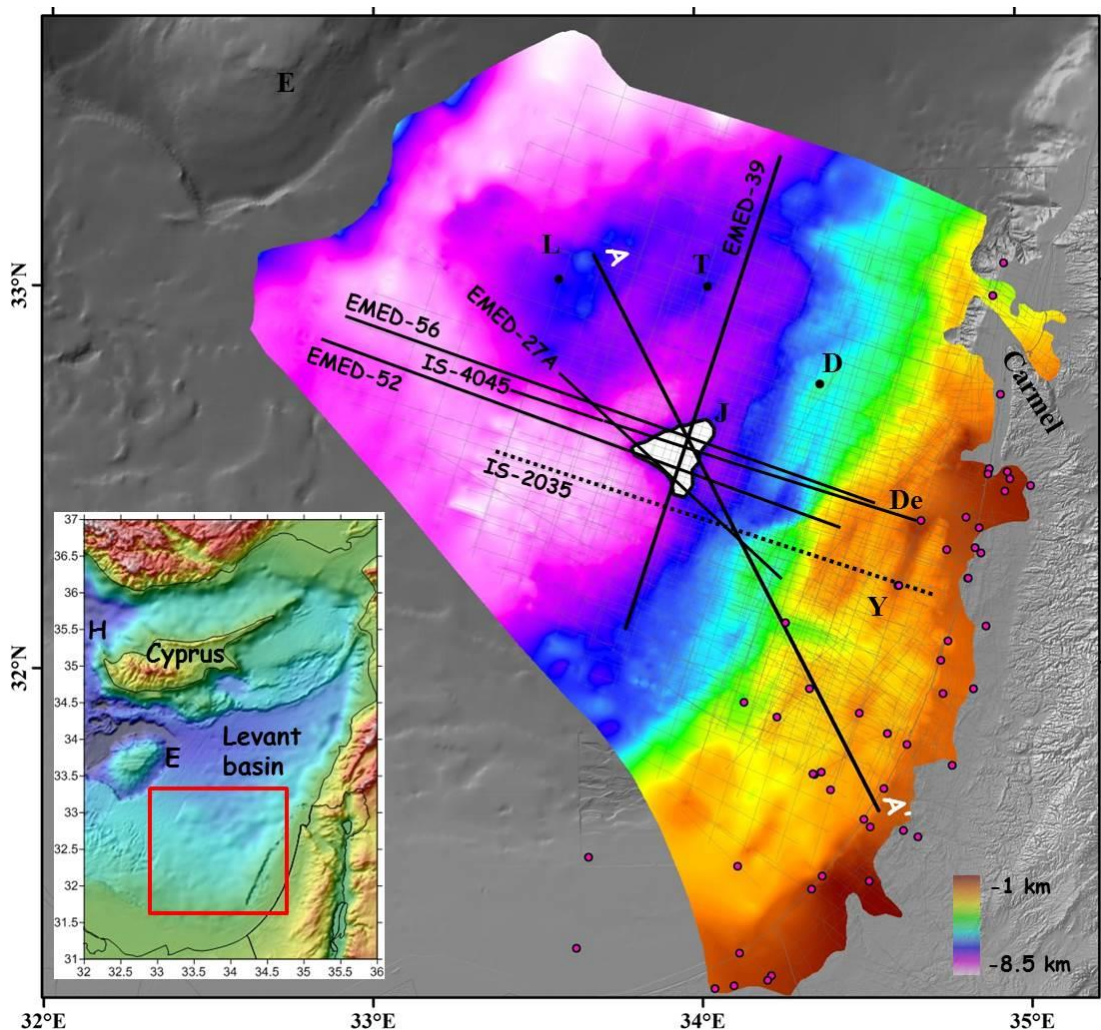 E
EMED-39
33°N
L
A
T
EMED-27A
EMED-56
IS-4045
EMED-52
D
Carmel
J
IS-2035
De
Y
32°N
37
36.5
36
35.5
35
34.5
34
33.5
33
32.5
32
31.5
31
H
Cyprus
E
Levant
basin
32 32.5 33 33.5 34 34.5 35 35.5 36
A'
-1 km
-8.5 km
32°E 33°E 34°E 35°E